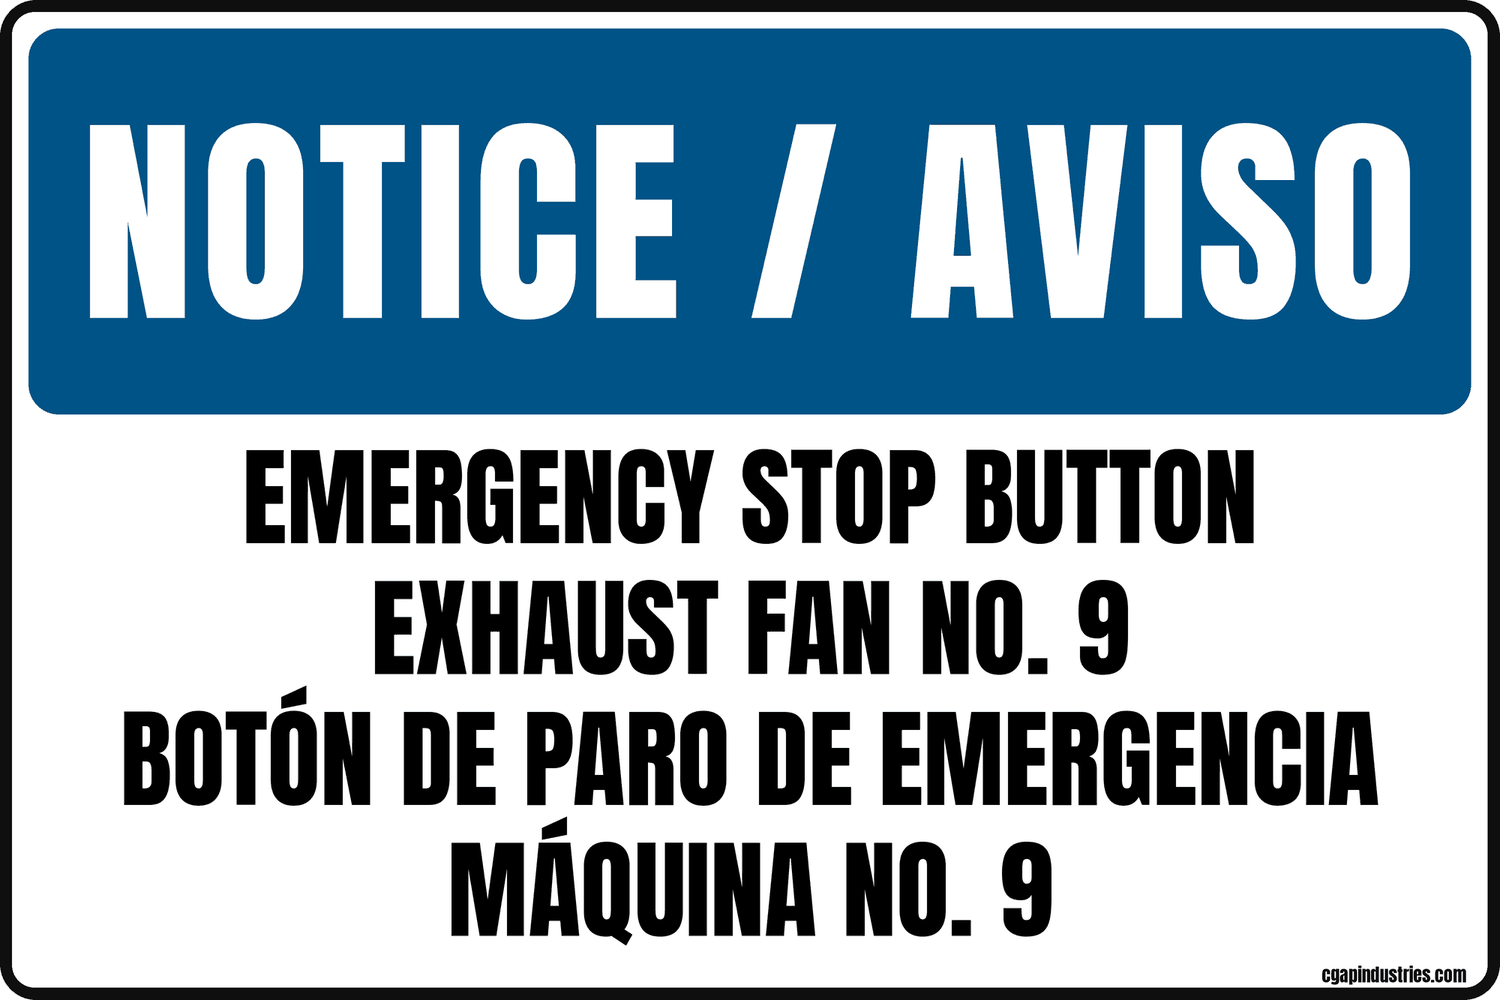 NOTICE / AVISO
EMERGENCY STOP BUTTON
EXHAUST FAN NO. 9
BOTÓN DE PARO DE EMERGENCIA
MÁQUINA NO. 9
cgapindustries.com